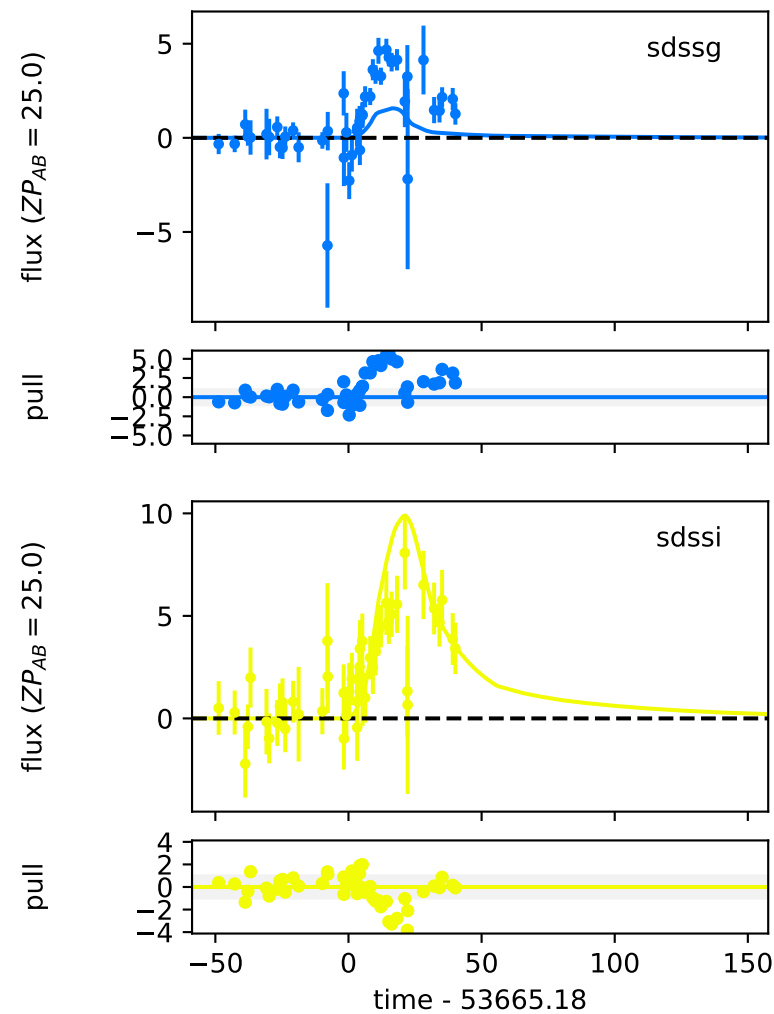 sdssg
flux (ZP_AB = 25.0)
5
0
−5
pull
5.0
2.5
0.0
−2.5
−5.0
sdssi
flux (ZP_AB = 25.0)
10
5
0
pull
4
2
0
−2
−4
−50 0 50 100 150
time - 53665.18